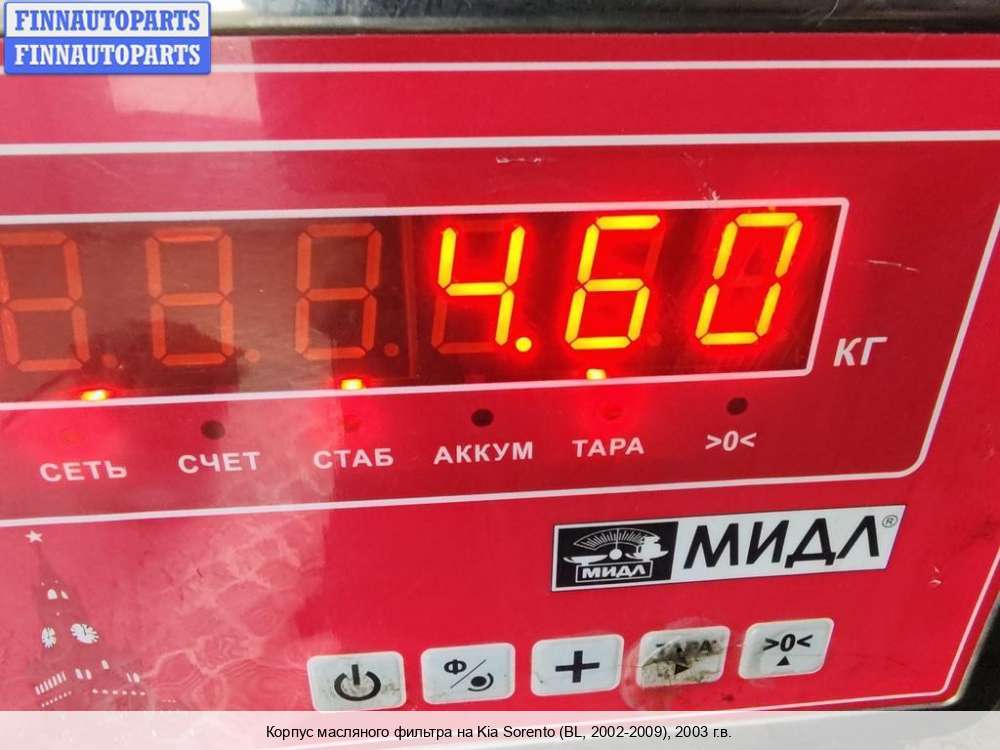 FINNAUTOPARTS
FINNAUTOPARTS
4.60
КГ
СЕТЬ СЧЕТ СТАБ АККУМ ТАРА >0<
МИДЛ МИДЛ®
Ф + ТАРА >0<
Корпус масляного фильтра на Kia Sorento (BL, 2002-2009), 2003 г.в.